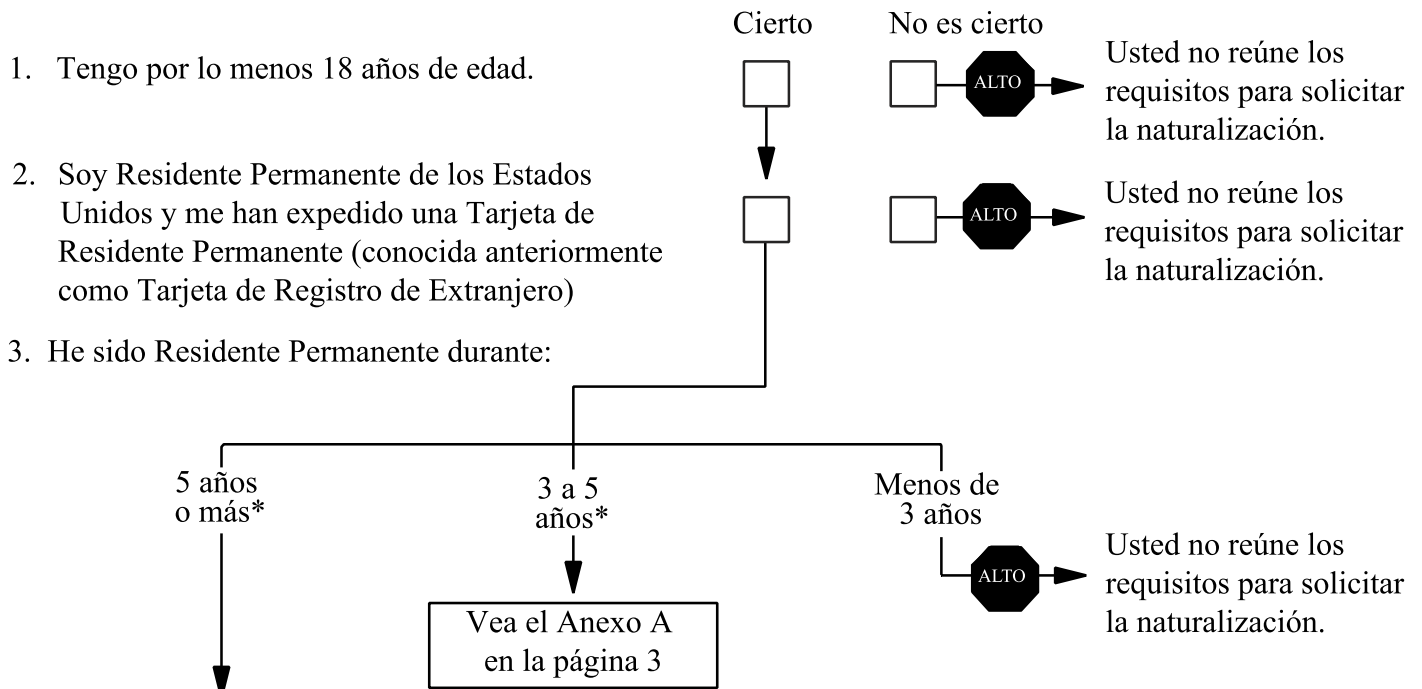 Cierto
No es cierto
1. Tengo por lo menos 18 años de edad.
ALTO
Usted no reúne los
requisitos para solicitar
la naturalización.
2. Soy Residente Permanente de los Estados
Unidos y me han expedido una Tarjeta de
Residente Permanente (conocida anteriormente
como Tarjeta de Registro de Extranjero)
ALTO
Usted no reúne los
requisitos para solicitar
la naturalización.
3. He sido Residente Permanente durante:
5 años
o más*
3 a 5
años*
Vea el Anexo A
en la página 3
Menos de
3 años
ALTO
Usted no reúne los
requisitos para solicitar
la naturalización.